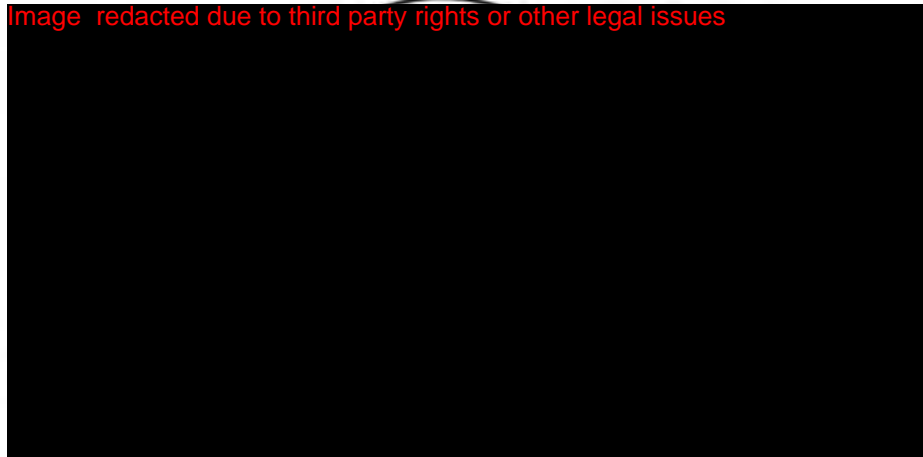 Image  redacted due to third party rights or other legal issues